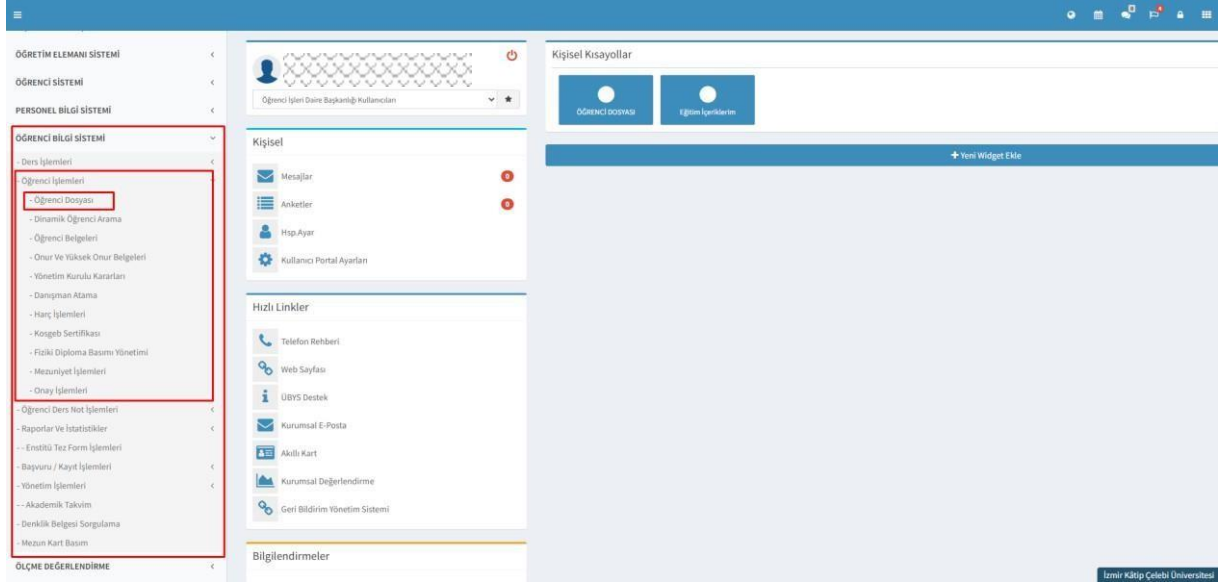 ÖĞRETİM ELEMANI SİSTEMİ
ÖĞRENCİ SİSTEMİ
PERSONEL BİLGİ SİSTEMİ
ÖĞRENCİ BİLGİ SİSTEMİ
- Ders İşlemleri
- Öğrenci İşlemleri
- Öğrenci Dosyası
- Dinamik Öğrenci Arama
- Öğrenci Belgeleri
- Onur Ve Yüksek Onur Belgeleri
- Yönetim Kurulu Kararları
- Danışman Atama
- Harç İşlemleri
- Kosgeb Sertifikası
- Fiziki Diploma Basımı Yönetimi
- Mezuniyet İşlemleri
- Onay İşlemleri
- Öğrenci Ders Not İşlemleri
- Raporlar Ve İstatistikler
- - Enstitü Tez Form İşlemleri
- Başvuru / Kayıt İşlemleri
- Yönetim İşlemleri
- - Akademik Takvim
- Denklik Belgesi Sorgulama
- Mezun Kart Basım
ÖLÇME DEĞERLENDİRME
Öğrenci İşleri Daire Başkanlığı Kullanıcıları
Kişisel
Mesajlar
Anketler
Hsp.Ayar
Kullanıcı Portal Ayarları
Hızlı Linkler
Telefon Rehberi
Web Sayfası
ÜBYS Destek
Kurumsal E-Posta
Akıllı Kart
Kurumsal Değerlendirme
Geri Bildirim Yönetim Sistemi
Bilgilendirmeler
Kişisel Kısayollar
ÖĞRENCİ DOSYASI
Eğitim İçeriklerim
+ Yeni Widget Ekle
İzmir Kâtip Çelebi Üniversitesi